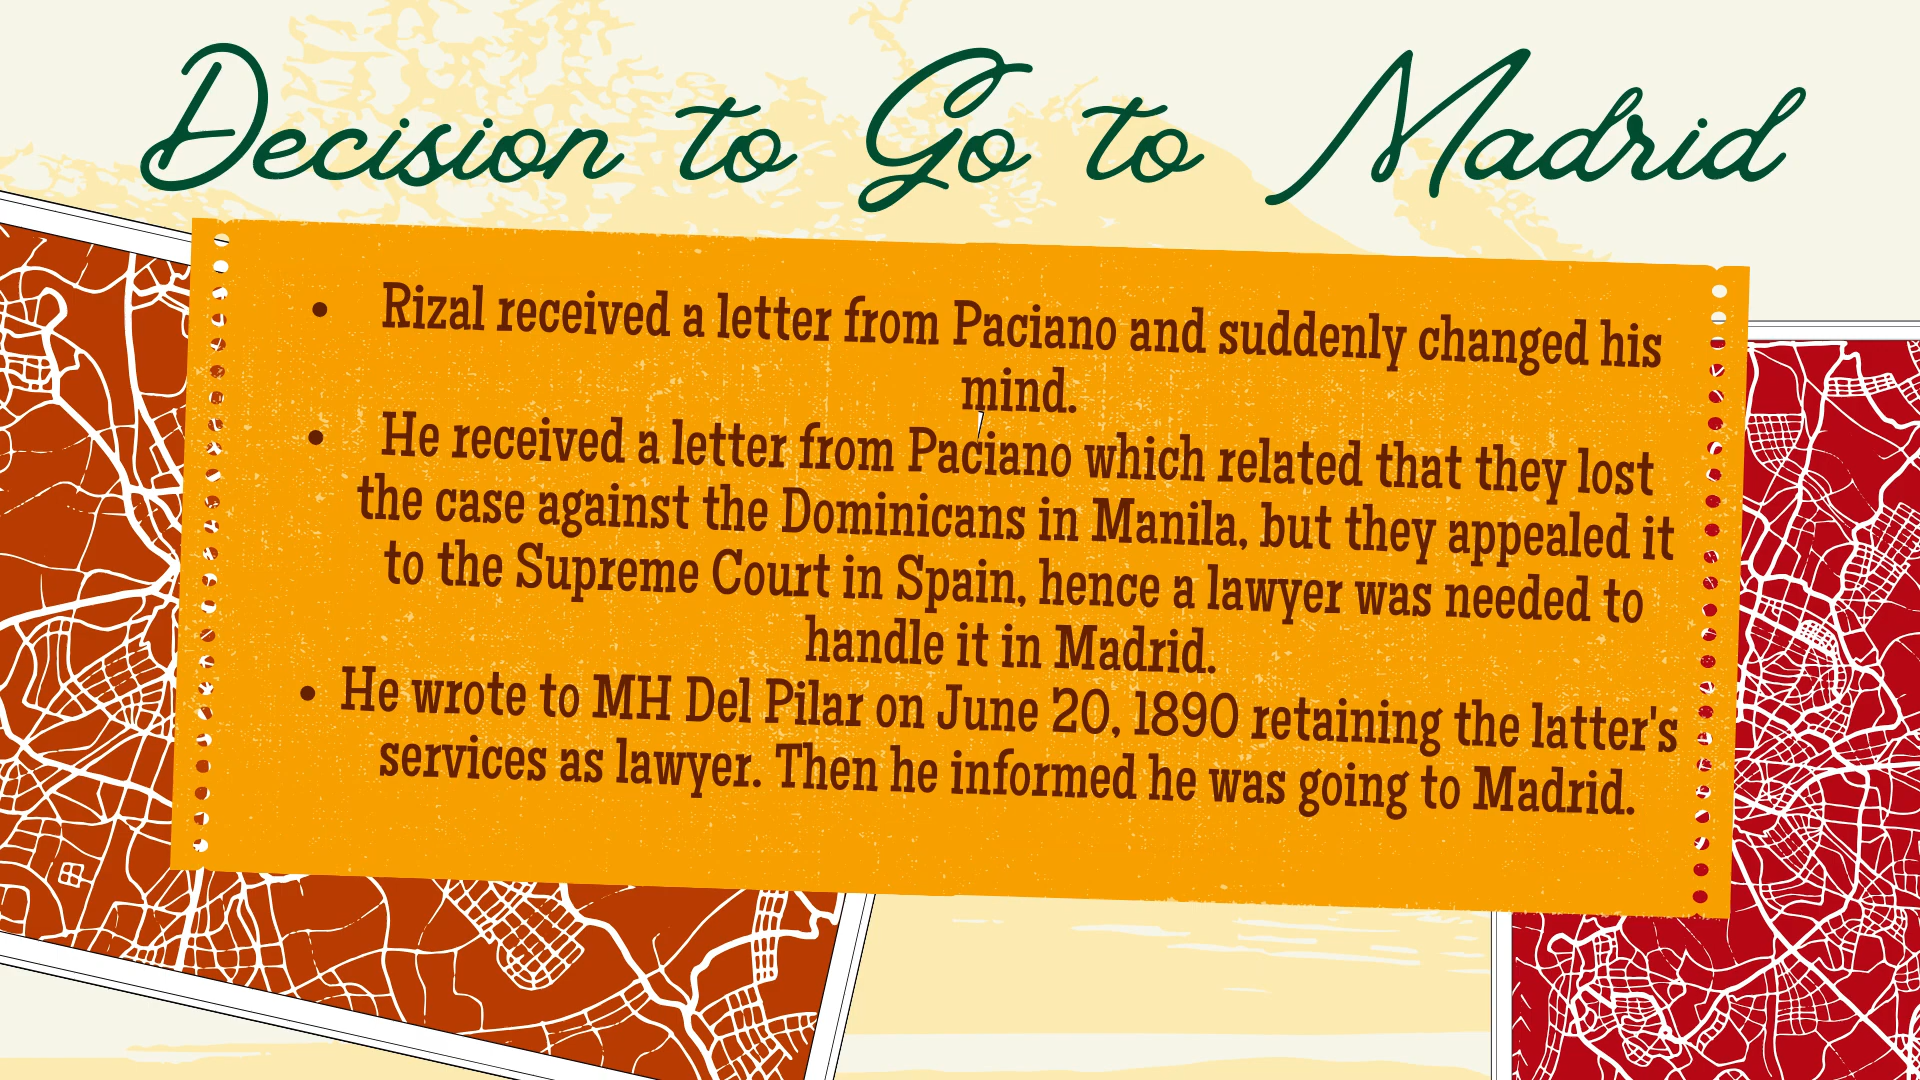 Decision to Go to Madrid
• Rizal received a letter from Paciano and suddenly changed his
mind.
• He received a letter from Paciano which related that they lost
the case against the Dominicans in Manila, but they appealed it
to the Supreme Court in Spain, hence a lawyer was needed to
handle it in Madrid.
• He wrote to MH Del Pilar on June 20, 1890 retaining the latter's
services as lawyer. Then he informed he was going to Madrid.